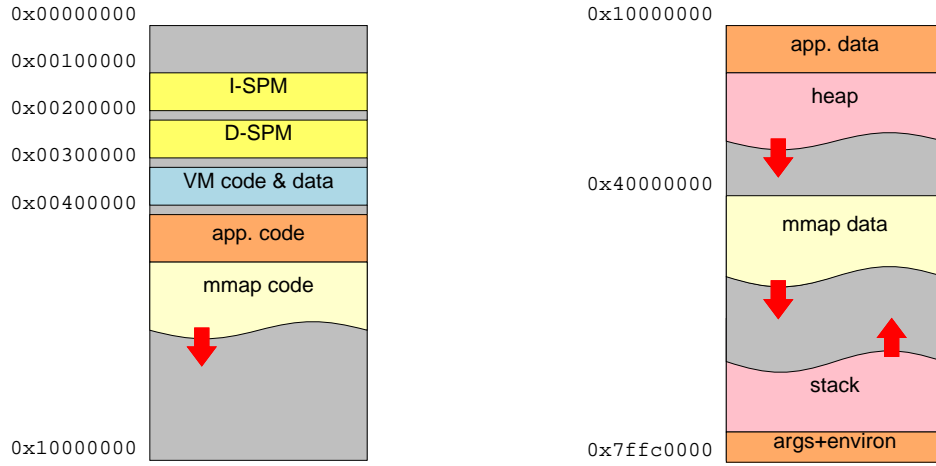 0x00000000
0x00100000
I-SPM
0x00200000
D-SPM
0x00300000
VM code & data
0x00400000
app. code
mmap code
0x10000000
0x10000000
app. data
heap
0x40000000
mmap data
stack
args+environ
0x7ffc0000